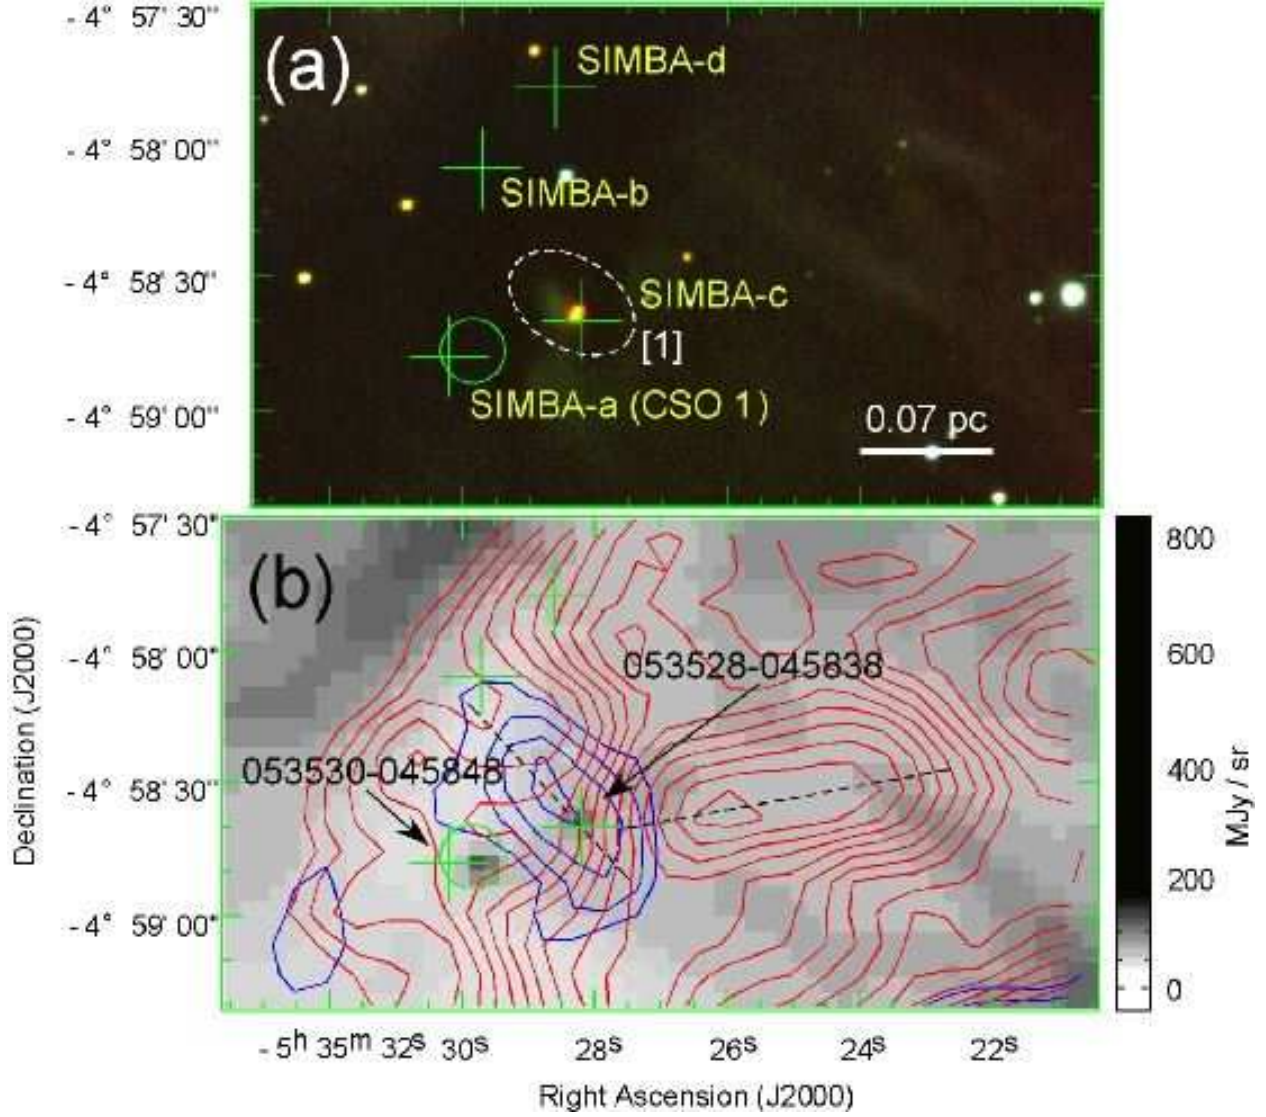 - 4° 57' 30"
(a)
SIMBA-d
- 4° 58' 00"
SIMBA-b
- 4° 58' 30"
SIMBA-c
[1]
SIMBA-a (CSO 1)
- 4° 59' 00"
0.07 pc
- 4° 57' 30"
(b)
800
- 4° 58' 00"
053528-045838
600
053530-045848
400
- 4° 58' 30"
200
- 4° 59' 00"
0
Declination (J2000)
MJy / sr
- 5h 35m 32s 30s 28s 26s 24s 22s
Right Ascension (J2000)